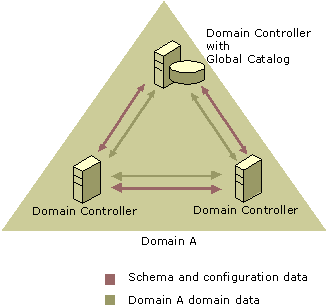 Domain Controller
with
Global Catalog
Domain Controller
Domain Controller
Domain A
Schema and configuration data
Domain A domain data